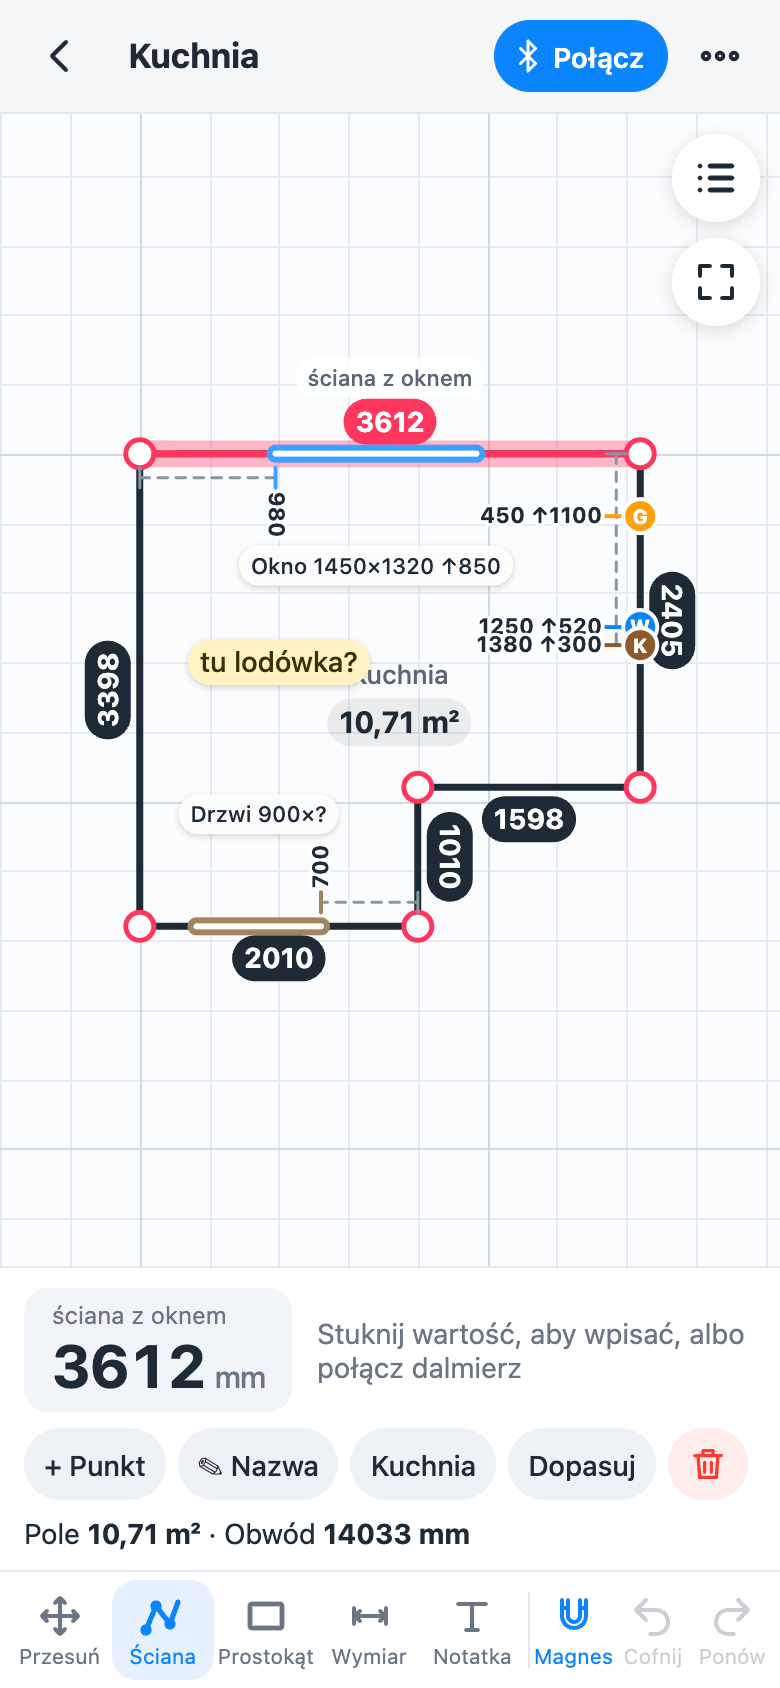 Kuchnia
Połącz
ściana z oknem
3612
980
450 ↑1100
G
Okno 1450×1320 ↑850
1250 ↑520
W
1380 ↑300
K
2405
tu lodówka?
3398
10,71 m²
Drzwi 900×?
1598
700
1010
2010
ściana z oknem
3612 mm
Stuknij wartość, aby wpisać, albo
połącz dalmierz
+ Punkt
✎ Nazwa
Kuchnia
Dopasuj
Pole 10,71 m² · Obwód 14033 mm
Przesuń
Ściana
Prostokąt
Wymiar
Notatka
Magnes
Cofnij
Ponów